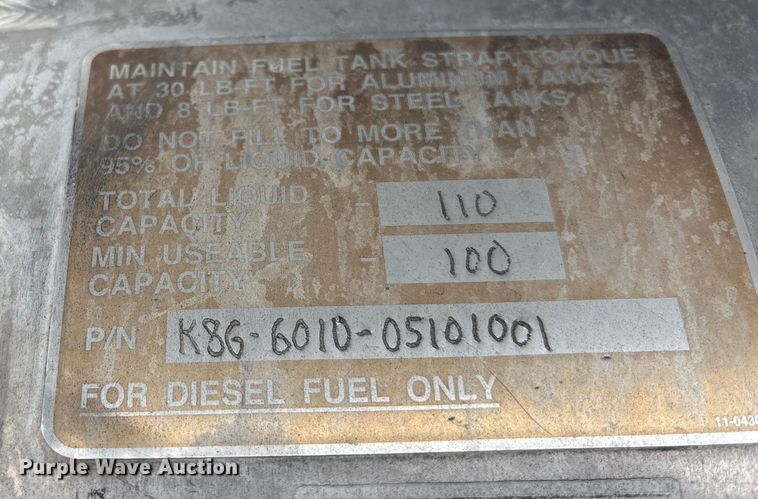 MAINTAIN FUEL TANK STRAP TORQUE
AT 30 LB-FT FOR ALUMINUM TANKS
AND 8 LB-FT FOR STEEL TANKS
DO NOT FILL TO MORE THAN
95% OF LIQUID CAPACITY
TOTAL LIQUID CAPACITY - 110
MIN USEABLE CAPACITY - 100
P/N K86-6010-05101001
FOR DIESEL FUEL ONLY
Purple Wave Auction